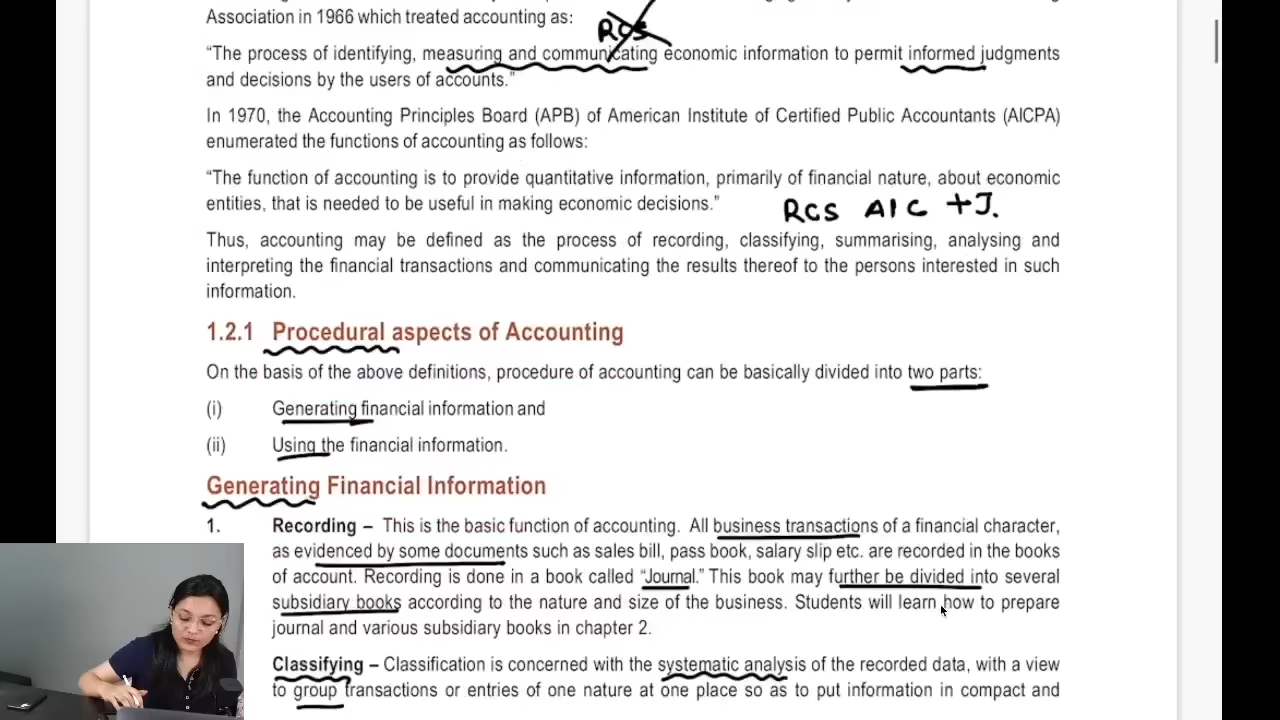 Association in 1966 which treated accounting as:
RCS
"The process of identifying, measuring and communicating economic information to permit informed judgments
and decisions by the users of accounts."
In 1970, the Accounting Principles Board (APB) of American Institute of Certified Public Accountants (AICPA)
enumerated the functions of accounting as follows:
"The function of accounting is to provide quantitative information, primarily of financial nature, about economic
entities, that is needed to be useful in making economic decisions."
RCS AIC +J.
Thus, accounting may be defined as the process of recording, classifying, summarising, analysing and
interpreting the financial transactions and communicating the results thereof to the persons interested in such
information.
1.2.1 Procedural aspects of Accounting
On the basis of the above definitions, procedure of accounting can be basically divided into two parts:
(i) Generating financial information and
(ii) Using the financial information.
Generating Financial Information
1. Recording – This is the basic function of accounting. All business transactions of a financial character,
as evidenced by some documents such as sales bill, pass book, salary slip etc. are recorded in the books
of account. Recording is done in a book called "Journal." This book may further be divided into several
subsidiary books according to the nature and size of the business. Students will learn how to prepare
journal and various subsidiary books in chapter 2.
Classifying – Classification is concerned with the systematic analysis of the recorded data, with a view
to group transactions or entries of one nature at one place so as to put information in compact and